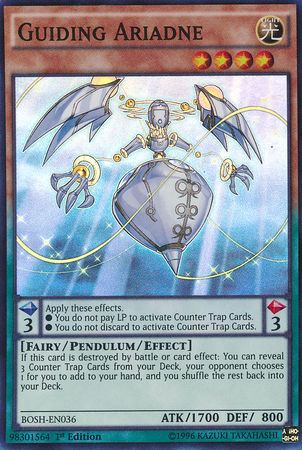 GUIDING ARIADNE
LIGHT
光
3
Apply these effects.
● You do not pay LP to activate Counter Trap Cards.
● You do not discard to activate Counter Trap Cards.
3
[FAIRY/PENDULUM/EFFECT]
If this card is destroyed by battle or card effect: You can reveal
3 Counter Trap Cards from your Deck, your opponent chooses
1 for you to add to your hand, and you shuffle the rest back into
your Deck.
BOSH-EN036
ATK/1700 DEF/ 800
98301564 1st Edition
©1996 KAZUKI TAKAHASHI